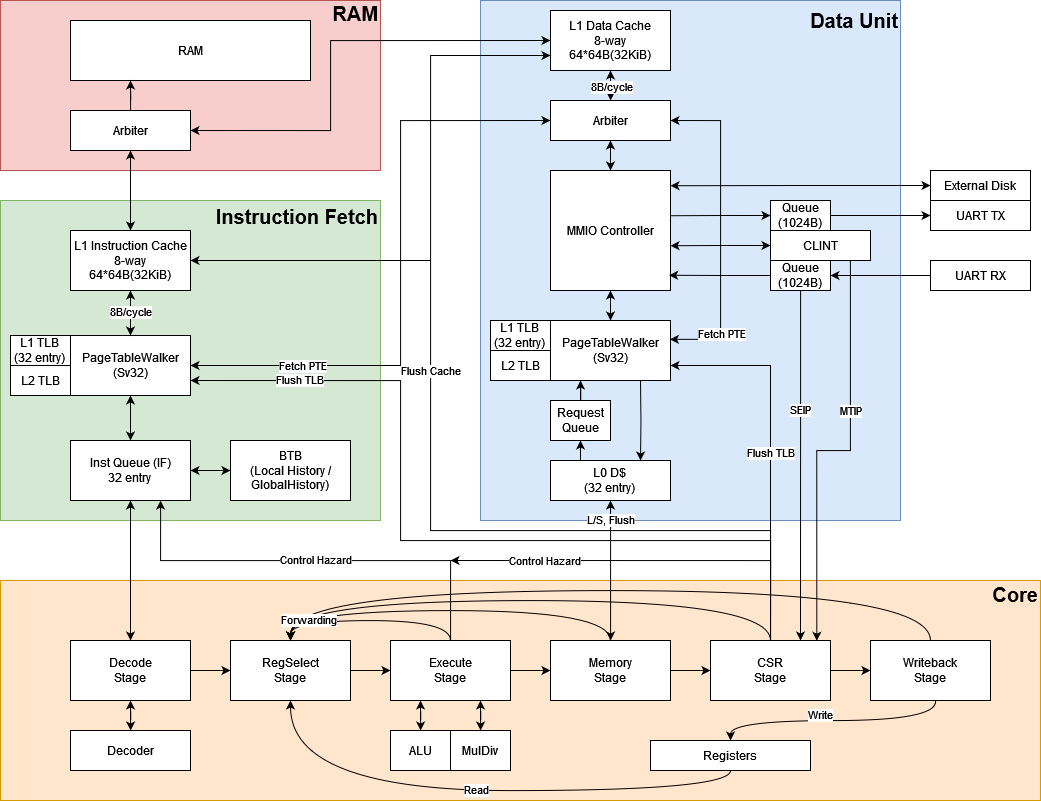 RAM
RAM
Arbiter
Data Unit
L1 Data Cache
8-way
64*64B(32KiB)
8B/cycle
Arbiter
MMIO Controller
External Disk
UART TX
Queue
(1024B)
CLINT
Queue
(1024B)
UART RX
L1 TLB
(32 entry)
L2 TLB
PageTableWalker
(Sv32)
Fetch PTE
Request
Queue
L0 D$
(32 entry)
L/S, Flush
SEIP
MTIP
Flush TLB
Instruction Fetch
L1 Instruction Cache
8-way
64*64B(32KiB)
8B/cycle
L1 TLB
(32 entry)
L2 TLB
PageTableWalker
(Sv32)
Fetch PTE
Flush TLB
Flush Cache
Inst Queue (IF)
32 entry
BTB
(Local History /
GlobalHistory)
Control Hazard
Control Hazard
Core
Forwarding
Decode
Stage
RegSelect
Stage
Execute
Stage
Memory
Stage
CSR
Stage
Writeback
Stage
Decoder
ALU
MulDiv
Write
Registers
Read